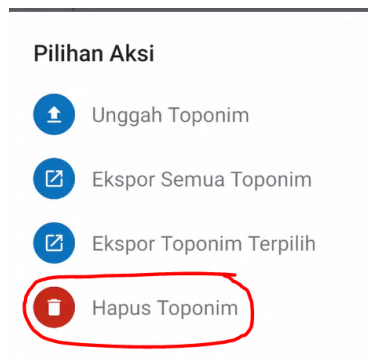 Pilihan Aksi
Unggah Toponim
Ekspor Semua Toponim
Ekspor Toponim Terpilih
Hapus Toponim